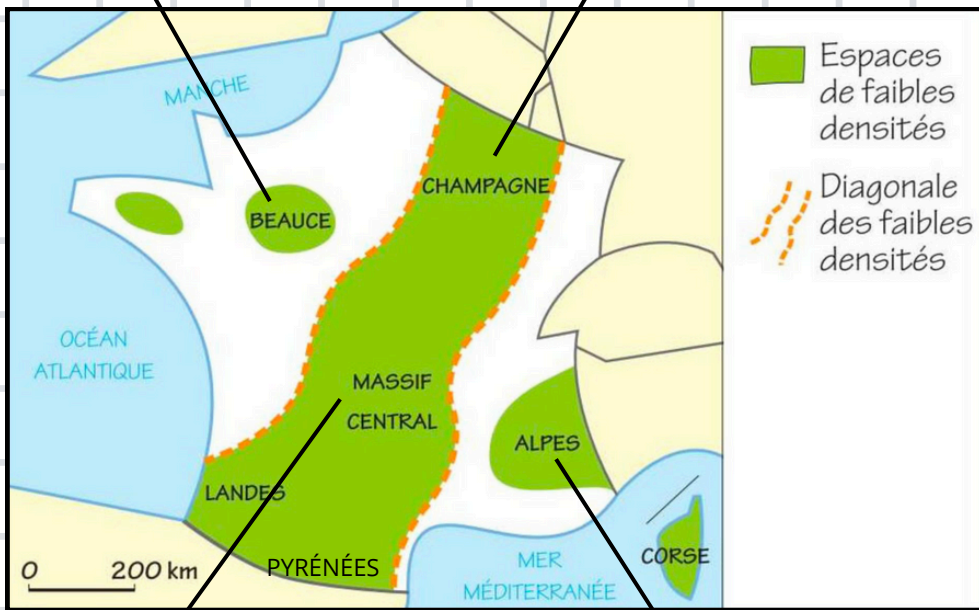 MANCHE
CHAMPAGNE
BEAUCE
OCÉAN
ATLANTIQUE
MASSIF
CENTRAL
ALPES
LANDES
PYRÉNÉES
CORSE
MER
MÉDITERRANÉE
0 200 km
Espaces
de faibles
densités
Diagonale
des faibles
densités